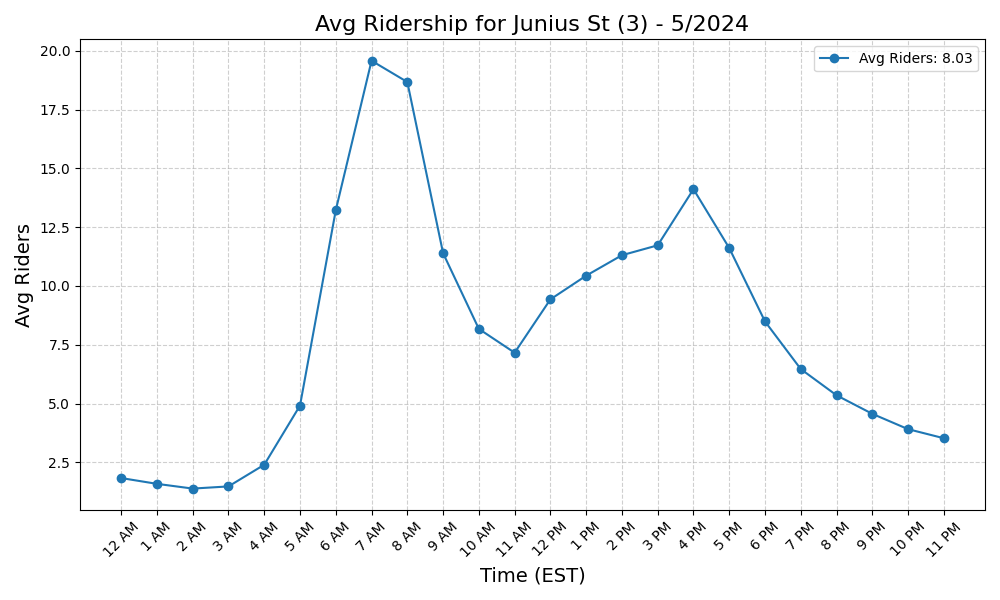 Avg Ridership for Junius St (3) - 5/2024
Avg Riders: 8.03
Avg Riders
20.0
17.5
15.0
12.5
10.0
7.5
5.0
2.5
12 AM
1 AM
2 AM
3 AM
4 AM
5 AM
6 AM
7 AM
8 AM
9 AM
10 AM
11 AM
12 PM
1 PM
2 PM
3 PM
4 PM
5 PM
6 PM
7 PM
8 PM
9 PM
10 PM
11 PM
Time (EST)